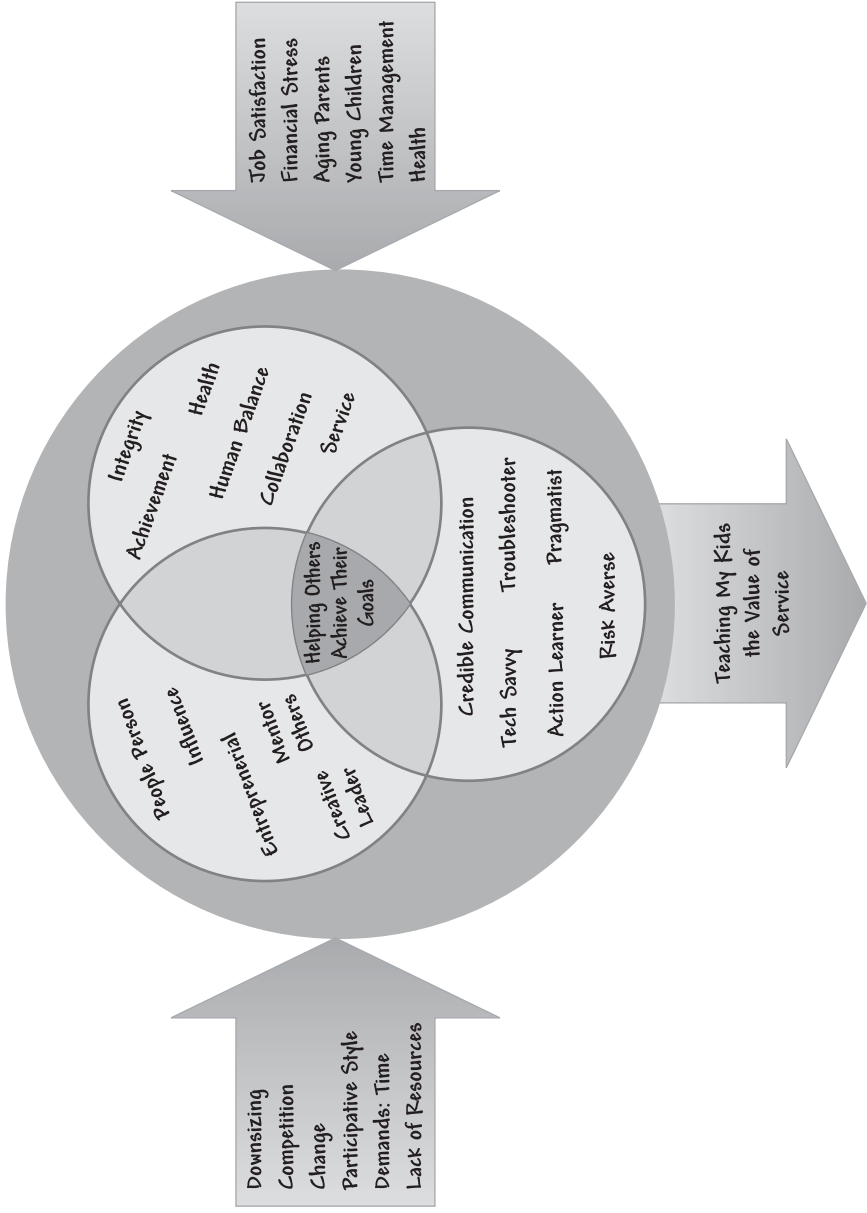 Downsizing
Competition
Change
Participative Style
Demands: Time
Lack of Resources
People Person
Influence
Entreprenerial
Mentor
Others
Creative
Leader
Integrity
Achievement
Health
Human Balance
Collaboration
Service
Helping Others
Achieve Their
Goals
Credible Communication
Tech Savvy
Troubleshooter
Action Learner
Pragmatist
Risk Averse
Job Satisfaction
Financial Stress
Aging Parents
Young Children
Time Management
Health
Teaching My Kids
the Value of
Service